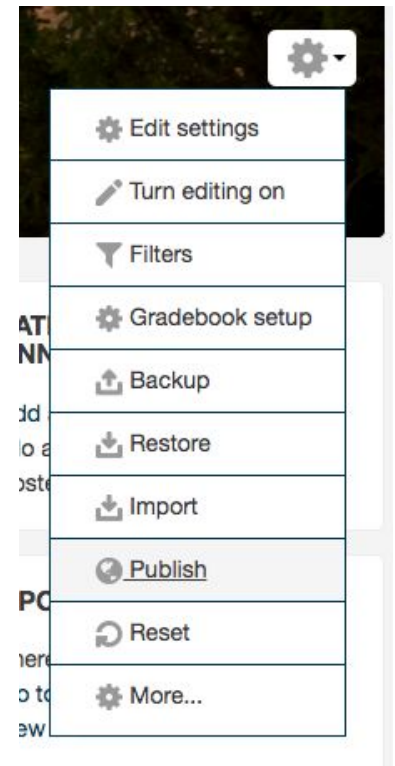 Edit settings
Turn editing on
Filters
Gradebook setup
Backup
Restore
Import
Publish
Reset
More...